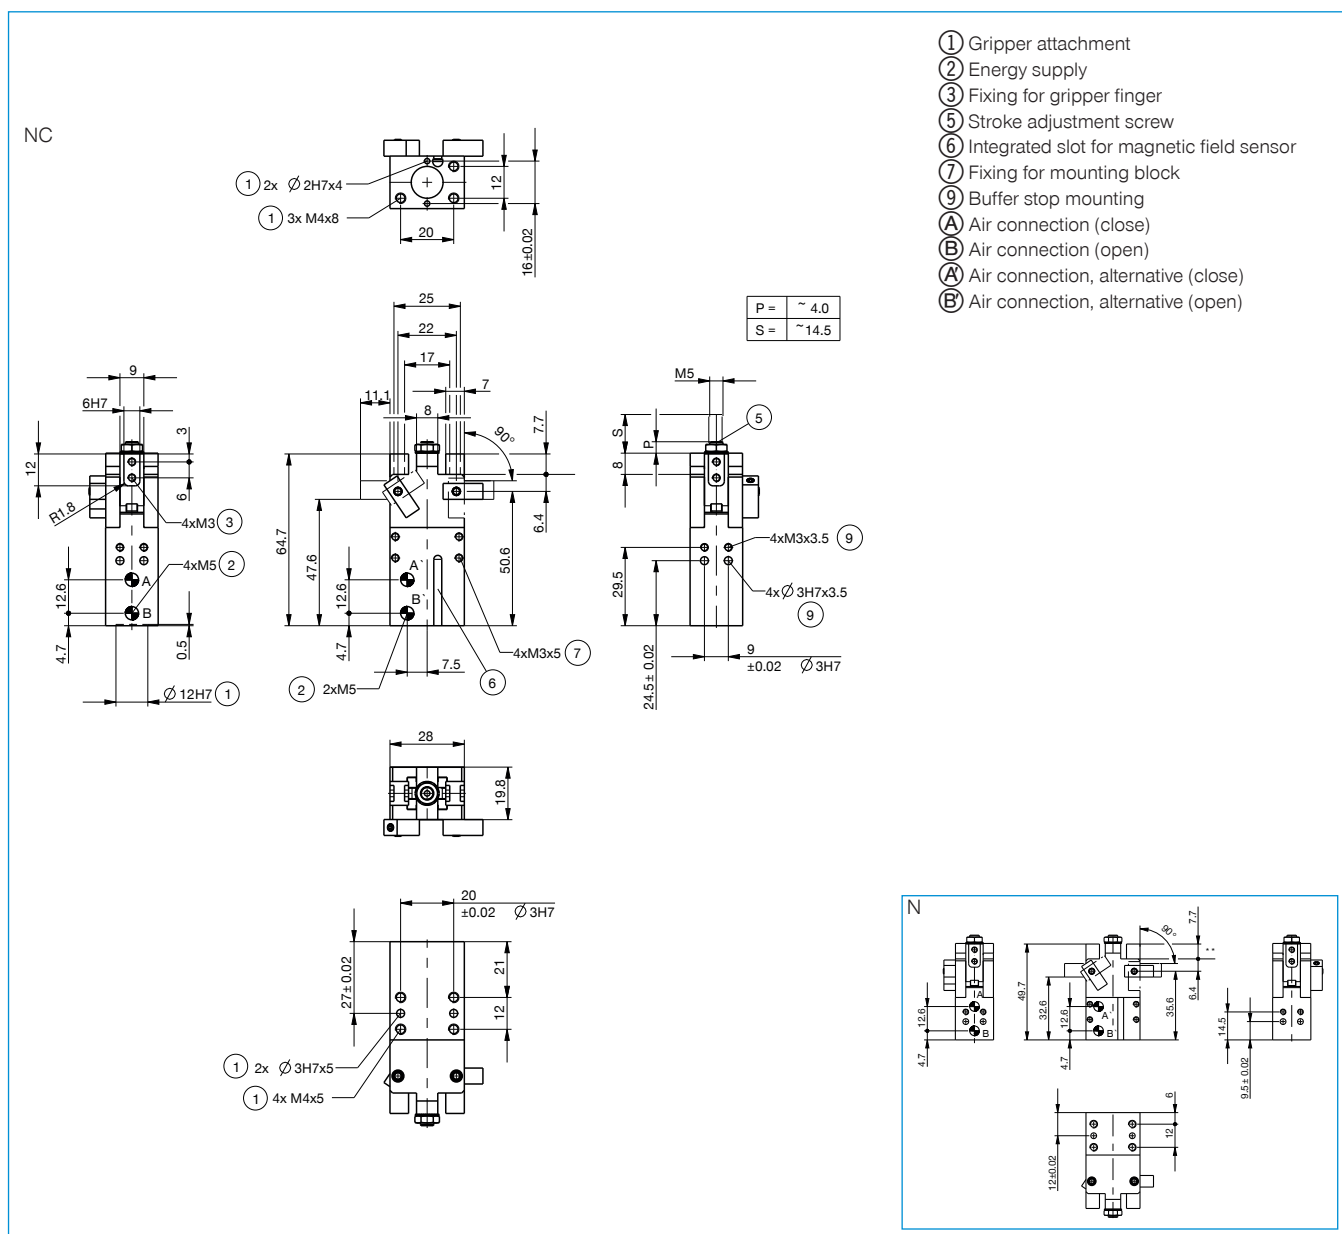 1 Gripper attachment
2 Energy supply
3 Fixing for gripper finger
5 Stroke adjustment screw
6 Integrated slot for magnetic field sensor
7 Fixing for mounting block
9 Buffer stop mounting
A Air connection (close)
B Air connection (open)
A' Air connection, alternative (close)
B' Air connection, alternative (open)
NC
1 2x Ø 2H7x4
1 3x M4x8
20
12
16±0.02
P = ~ 4.0
S = ~14.5
9
6H7
3
12
6
R1.8
4xM3 3
4xM5 2
A
B
12.6
4.7
0.5
Ø 12H7 1
25
22
17
7
11.1
8
90°
7.7
6.4
64.7
47.6
50.6
12.6
4.7
A`
B`
7.5
2 2xM5
6
4xM3x5 7
M5
5
S
P
8
4xM3x3.5 9
4x Ø 3H7x3.5
9
29.5
24.5± 0.02
9
±0.02 Ø 3H7
28
19.8
20
±0.02 Ø 3H7
27± 0.02
21
12
1 2x Ø 3H7x5
1 4x M4x5
N
A
B
12.6
4.7
49.7
32.6
12.6
4.7
A`
B`
90°
7.7
**
6.4
35.6
14.5
9.5± 0.02
6
12
12±0.02